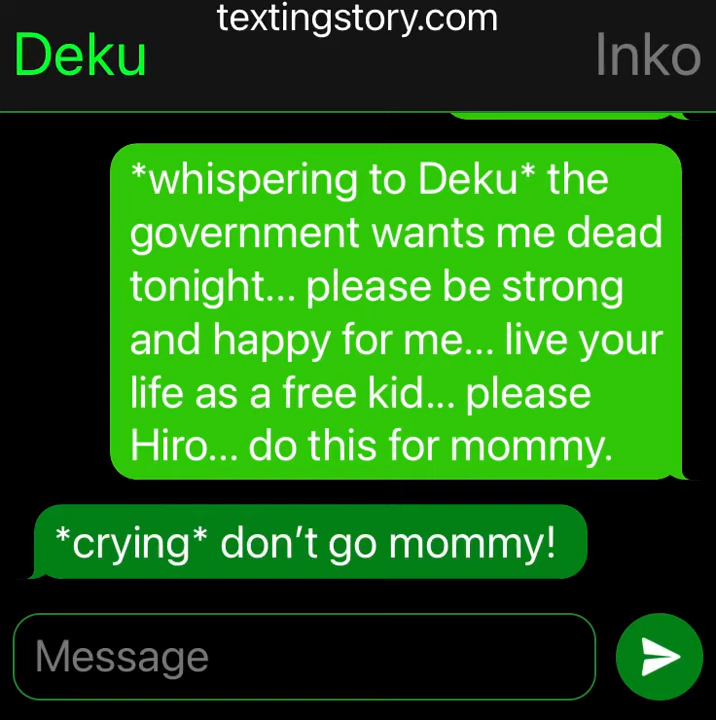 textingstory.com
Deku
Inko
*whispering to Deku* the
government wants me dead
tonight... please be strong
and happy for me... live your
life as a free kid... please
Hiro... do this for mommy.
*crying* don’t go mommy!
Message